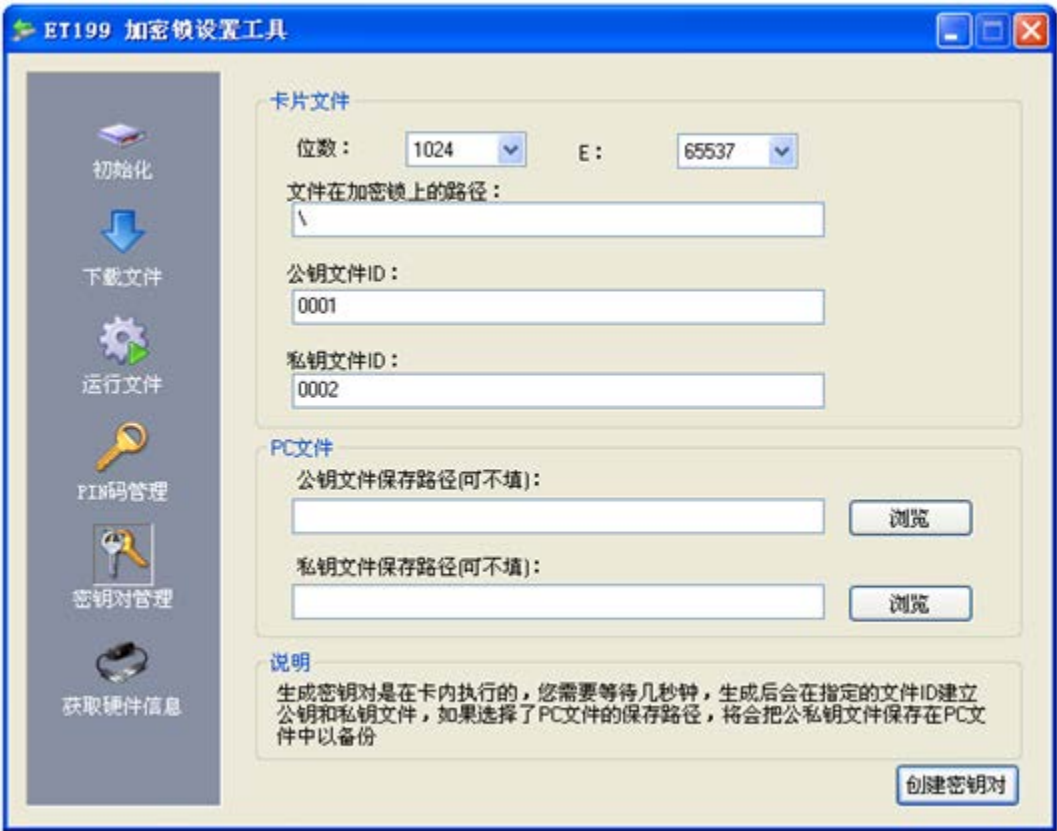 ET199 加密锁设置工具
初始化
下载文件
运行文件
PIN码管理
密钥对管理
获取硬件信息
卡片文件
位数： 1024 E： 65537
文件在加密锁上的路径：
\
公钥文件ID：
0001
私钥文件ID：
0002
PC文件
公钥文件保存路径(可不填)：
浏览
私钥文件保存路径(可不填)：
浏览
说明
生成密钥对是在卡内执行的，您需要等待几秒钟，生成后会在指定的文件ID建立
公钥和私钥文件，如果选择了PC文件的保存路径，将会把公私钥文件保存在PC文
件中以备份
创建密钥对